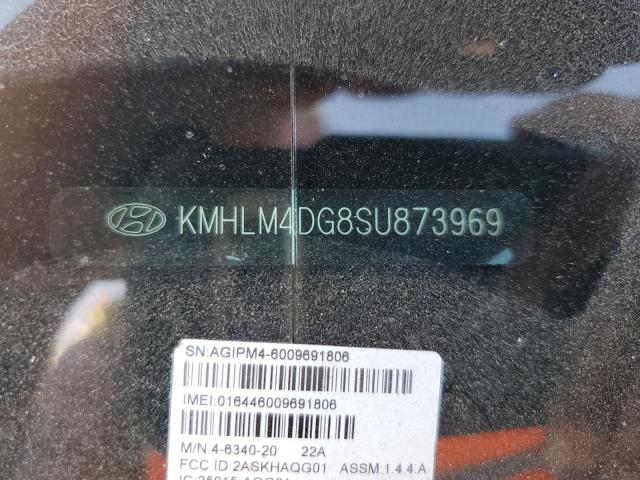 KMHLM4DG8SU873969
SN:AGIPM4-6009691806
IMEI:016446009691806
M/N:4-6340-20 22A
FCC ID:2ASKHAQG01 ASSM:1.4.4.A